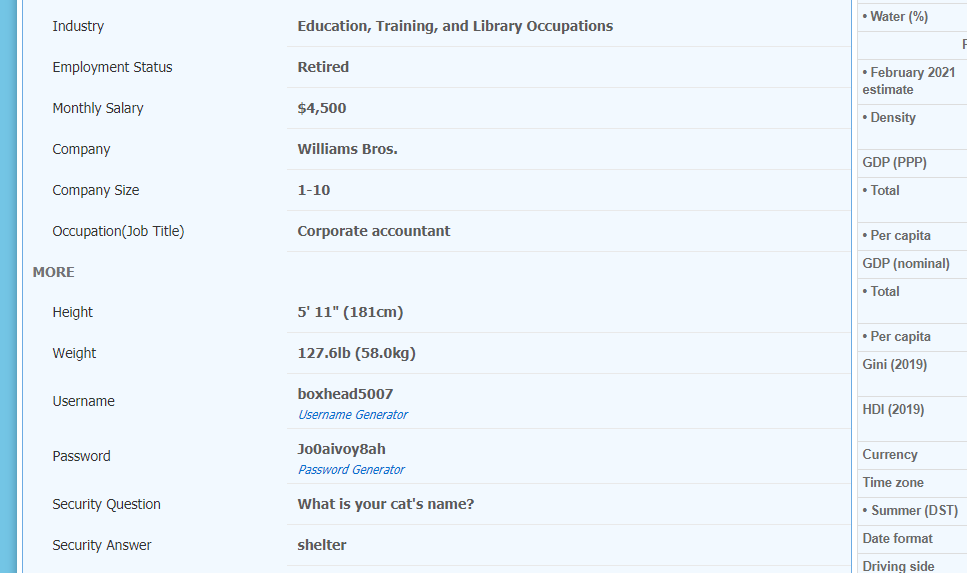 Industry Education, Training, and Library Occupations
Employment Status Retired
Monthly Salary $4,500
Company Williams Bros.
Company Size 1-10
Occupation(Job Title) Corporate accountant
MORE
Height 5' 11" (181cm)
Weight 127.6lb (58.0kg)
Username boxhead5007
Username Generator
Password Jo0aivoy8ah
Password Generator
Security Question What is your cat's name?
Security Answer shelter
• Water (%)
• February 2021
estimate
• Density
GDP (PPP)
• Total
• Per capita
GDP (nominal)
• Total
• Per capita
Gini (2019)
HDI (2019)
Currency
Time zone
• Summer (DST)
Date format
Driving side